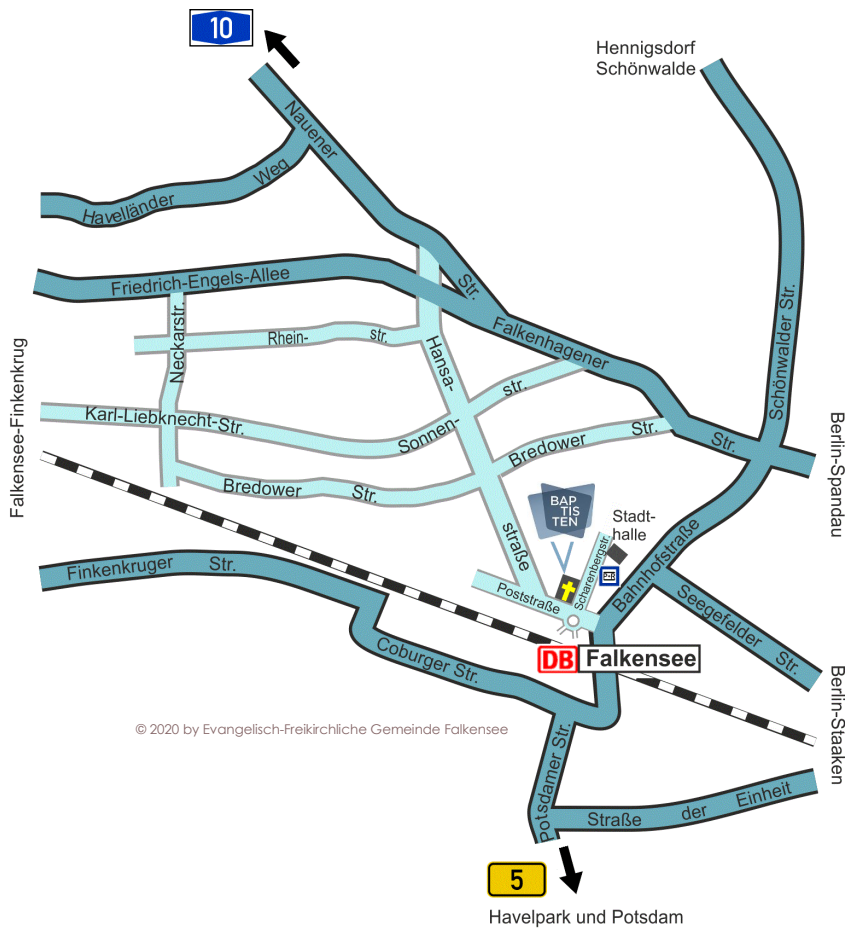 10
Hennigsdorf
Schönwalde
Nauener
Str.
Havelländer Weg
Friedrich-Engels-Allee
Neckarstr.
Rhein- str.
Hansa-
straße
Falkenhagener
Str.
Schönwalder Str.
Falkensee-Finkenkrug
Karl-Liebknecht-Str.
Sonnen- str.
Bredower Str.
Bredower Str.
Berlin-Spandau
BAP
TIS
TEN
Stadt-
halle
Scharenbergstr.
Bahnhofstraße
Poststraße
Finkenkruger Str.
Seegefelder Str.
DB Falkensee
Coburger Str.
Berlin-Staaken
© 2020 by Evangelisch-Freikirchliche Gemeinde Falkensee
Potsdamer Str.
Straße der Einheit
5
Havelpark und Potsdam